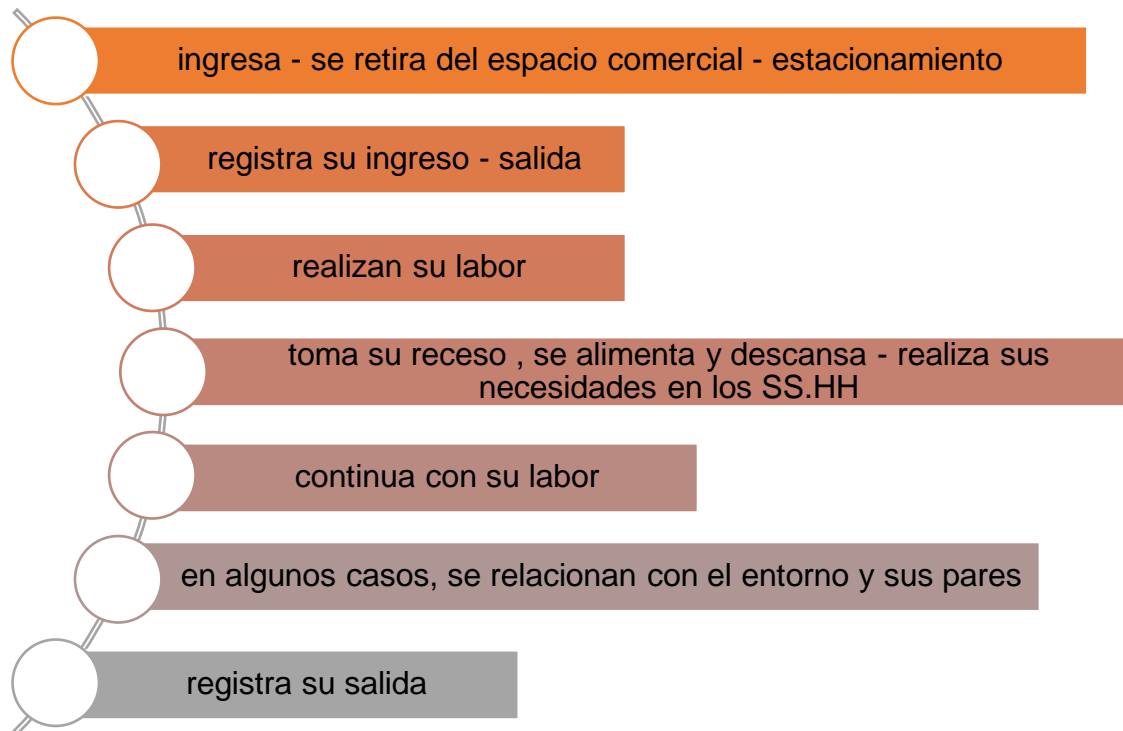 ingresa - se retira del espacio comercial - estacionamiento
registra su ingreso - salida
realizan su labor
toma su receso , se alimenta y descansa - realiza sus
necesidades en los SS.HH
continua con su labor
en algunos casos, se relacionan con el entorno y sus pares
registra su salida